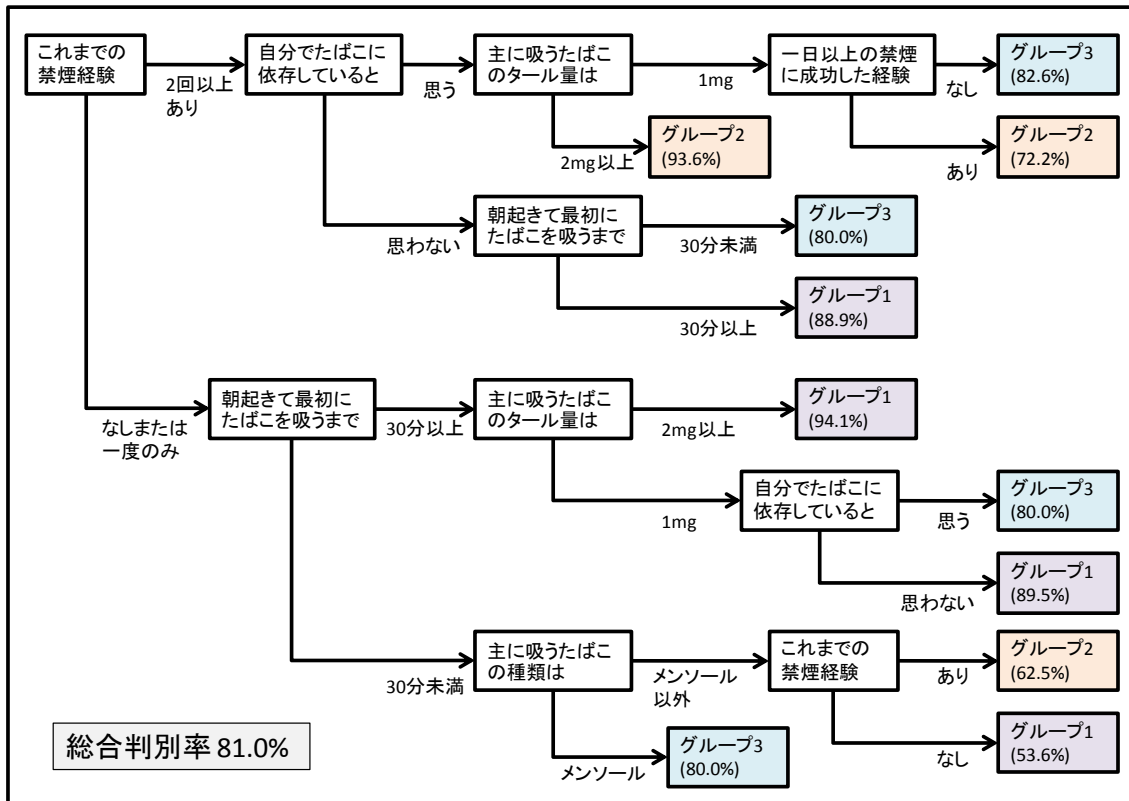 これまでの
禁煙経験
2回以上
あり
自分でたばこに
依存していると
思う
主に吸うたばこ
のタール量は
1mg
一日以上の禁煙
に成功した経験
なし
グループ3
(82.6%)
あり
グループ2
(72.2%)
2mg以上
グループ2
(93.6%)
思わない
朝起きて最初に
たばこを吸うまで
30分未満
グループ3
(80.0%)
30分以上
グループ1
(88.9%)
なしまたは
一度のみ
朝起きて最初に
たばこを吸うまで
30分以上
主に吸うたばこ
のタール量は
2mg以上
グループ1
(94.1%)
1mg
自分でたばこに
依存していると
思う
グループ3
(80.0%)
思わない
グループ1
(89.5%)
30分未満
主に吸うたばこ
の種類は
メンソール
以外
これまでの
禁煙経験
あり
グループ2
(62.5%)
なし
グループ1
(53.6%)
メンソール
グループ3
(80.0%)
総合判別率 81.0%